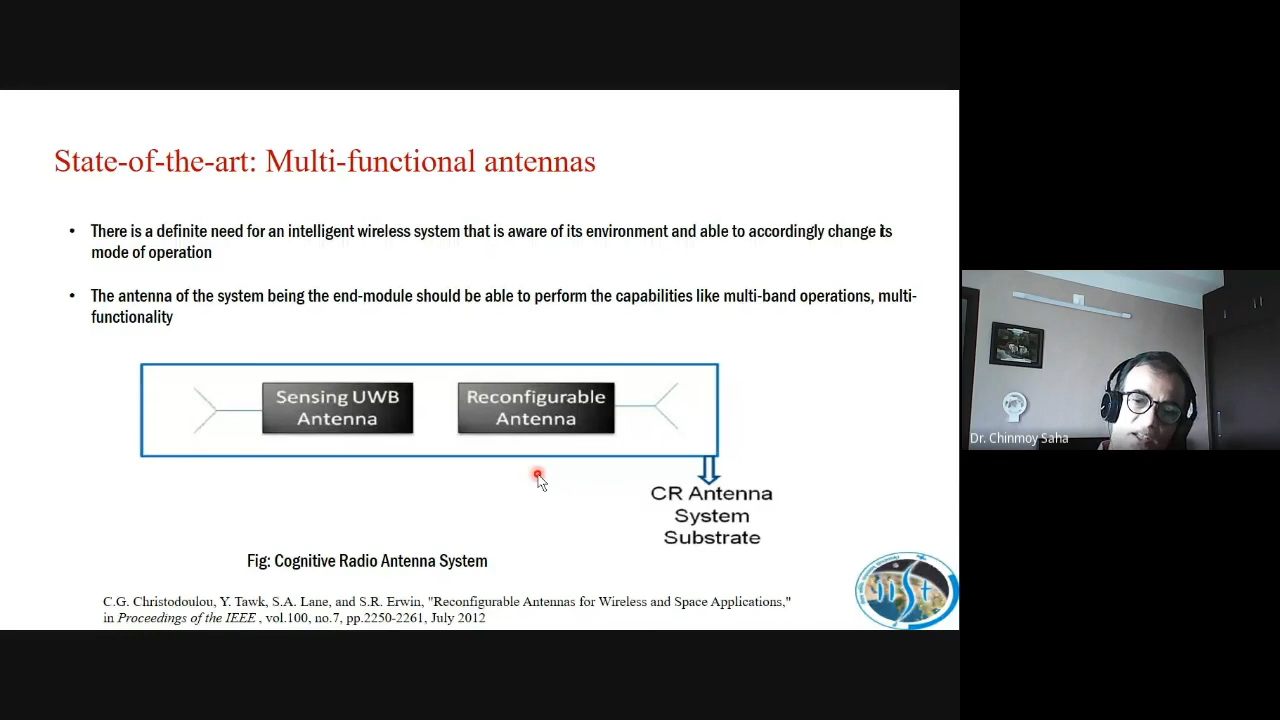 State-of-the-art: Multi-functional antennas
• There is a definite need for an intelligent wireless system that is aware of its environment and able to accordingly change its
mode of operation
• The antenna of the system being the end-module should be able to perform the capabilities like multi-band operations, multi-
functionality
Sensing UWB
Antenna
Reconfigurable
Antenna
CR Antenna
System
Substrate
Fig: Cognitive Radio Antenna System
C.G. Christodoulou, Y. Tawk, S.A. Lane, and S.R. Erwin, "Reconfigurable Antennas for Wireless and Space Applications,"
in Proceedings of the IEEE , vol.100, no.7, pp.2250-2261, July 2012
Dr. Chinmoy Saha